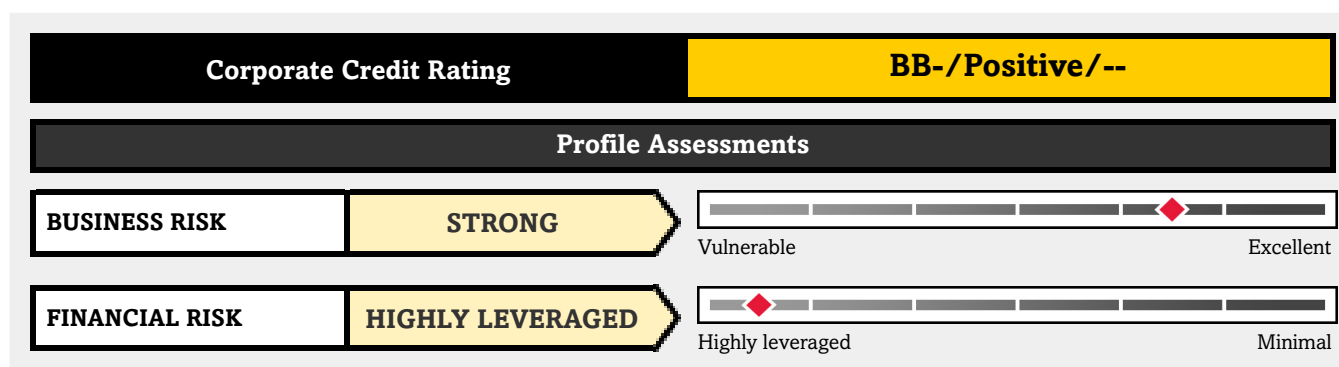 Corporate Credit Rating
BB-/Positive/--
Profile Assessments
BUSINESS RISK
STRONG
Vulnerable
Excellent
FINANCIAL RISK
HIGHLY LEVERAGED
Highly leveraged
Minimal